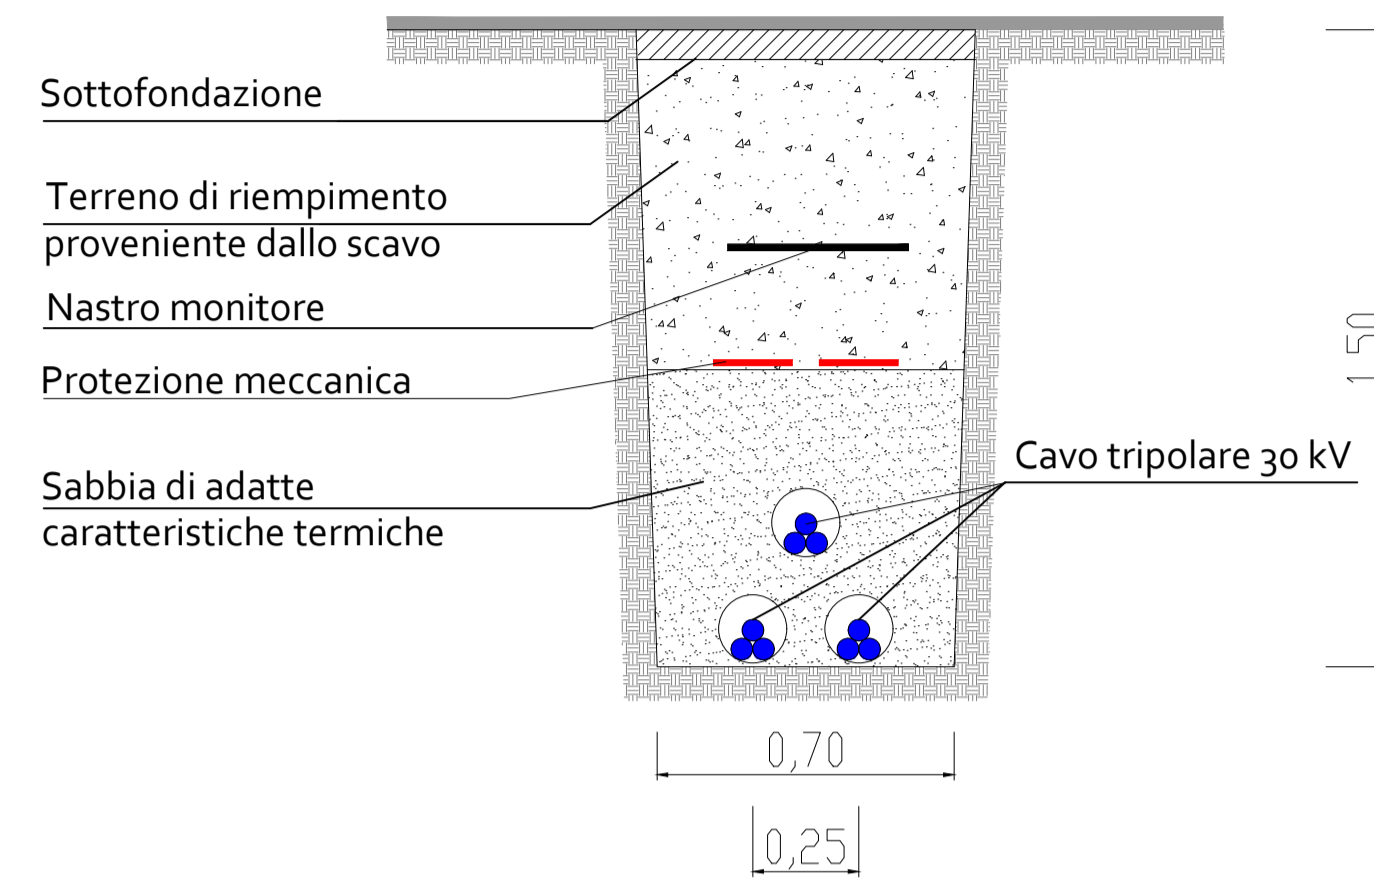 Sottofondazione
Terreno di riempimento
proveniente dallo scavo
Nastro monitore
Protezione meccanica
Sabbia di adatte
caratteristiche termiche
Cavo tripolare 30 kV
0,70
0,25